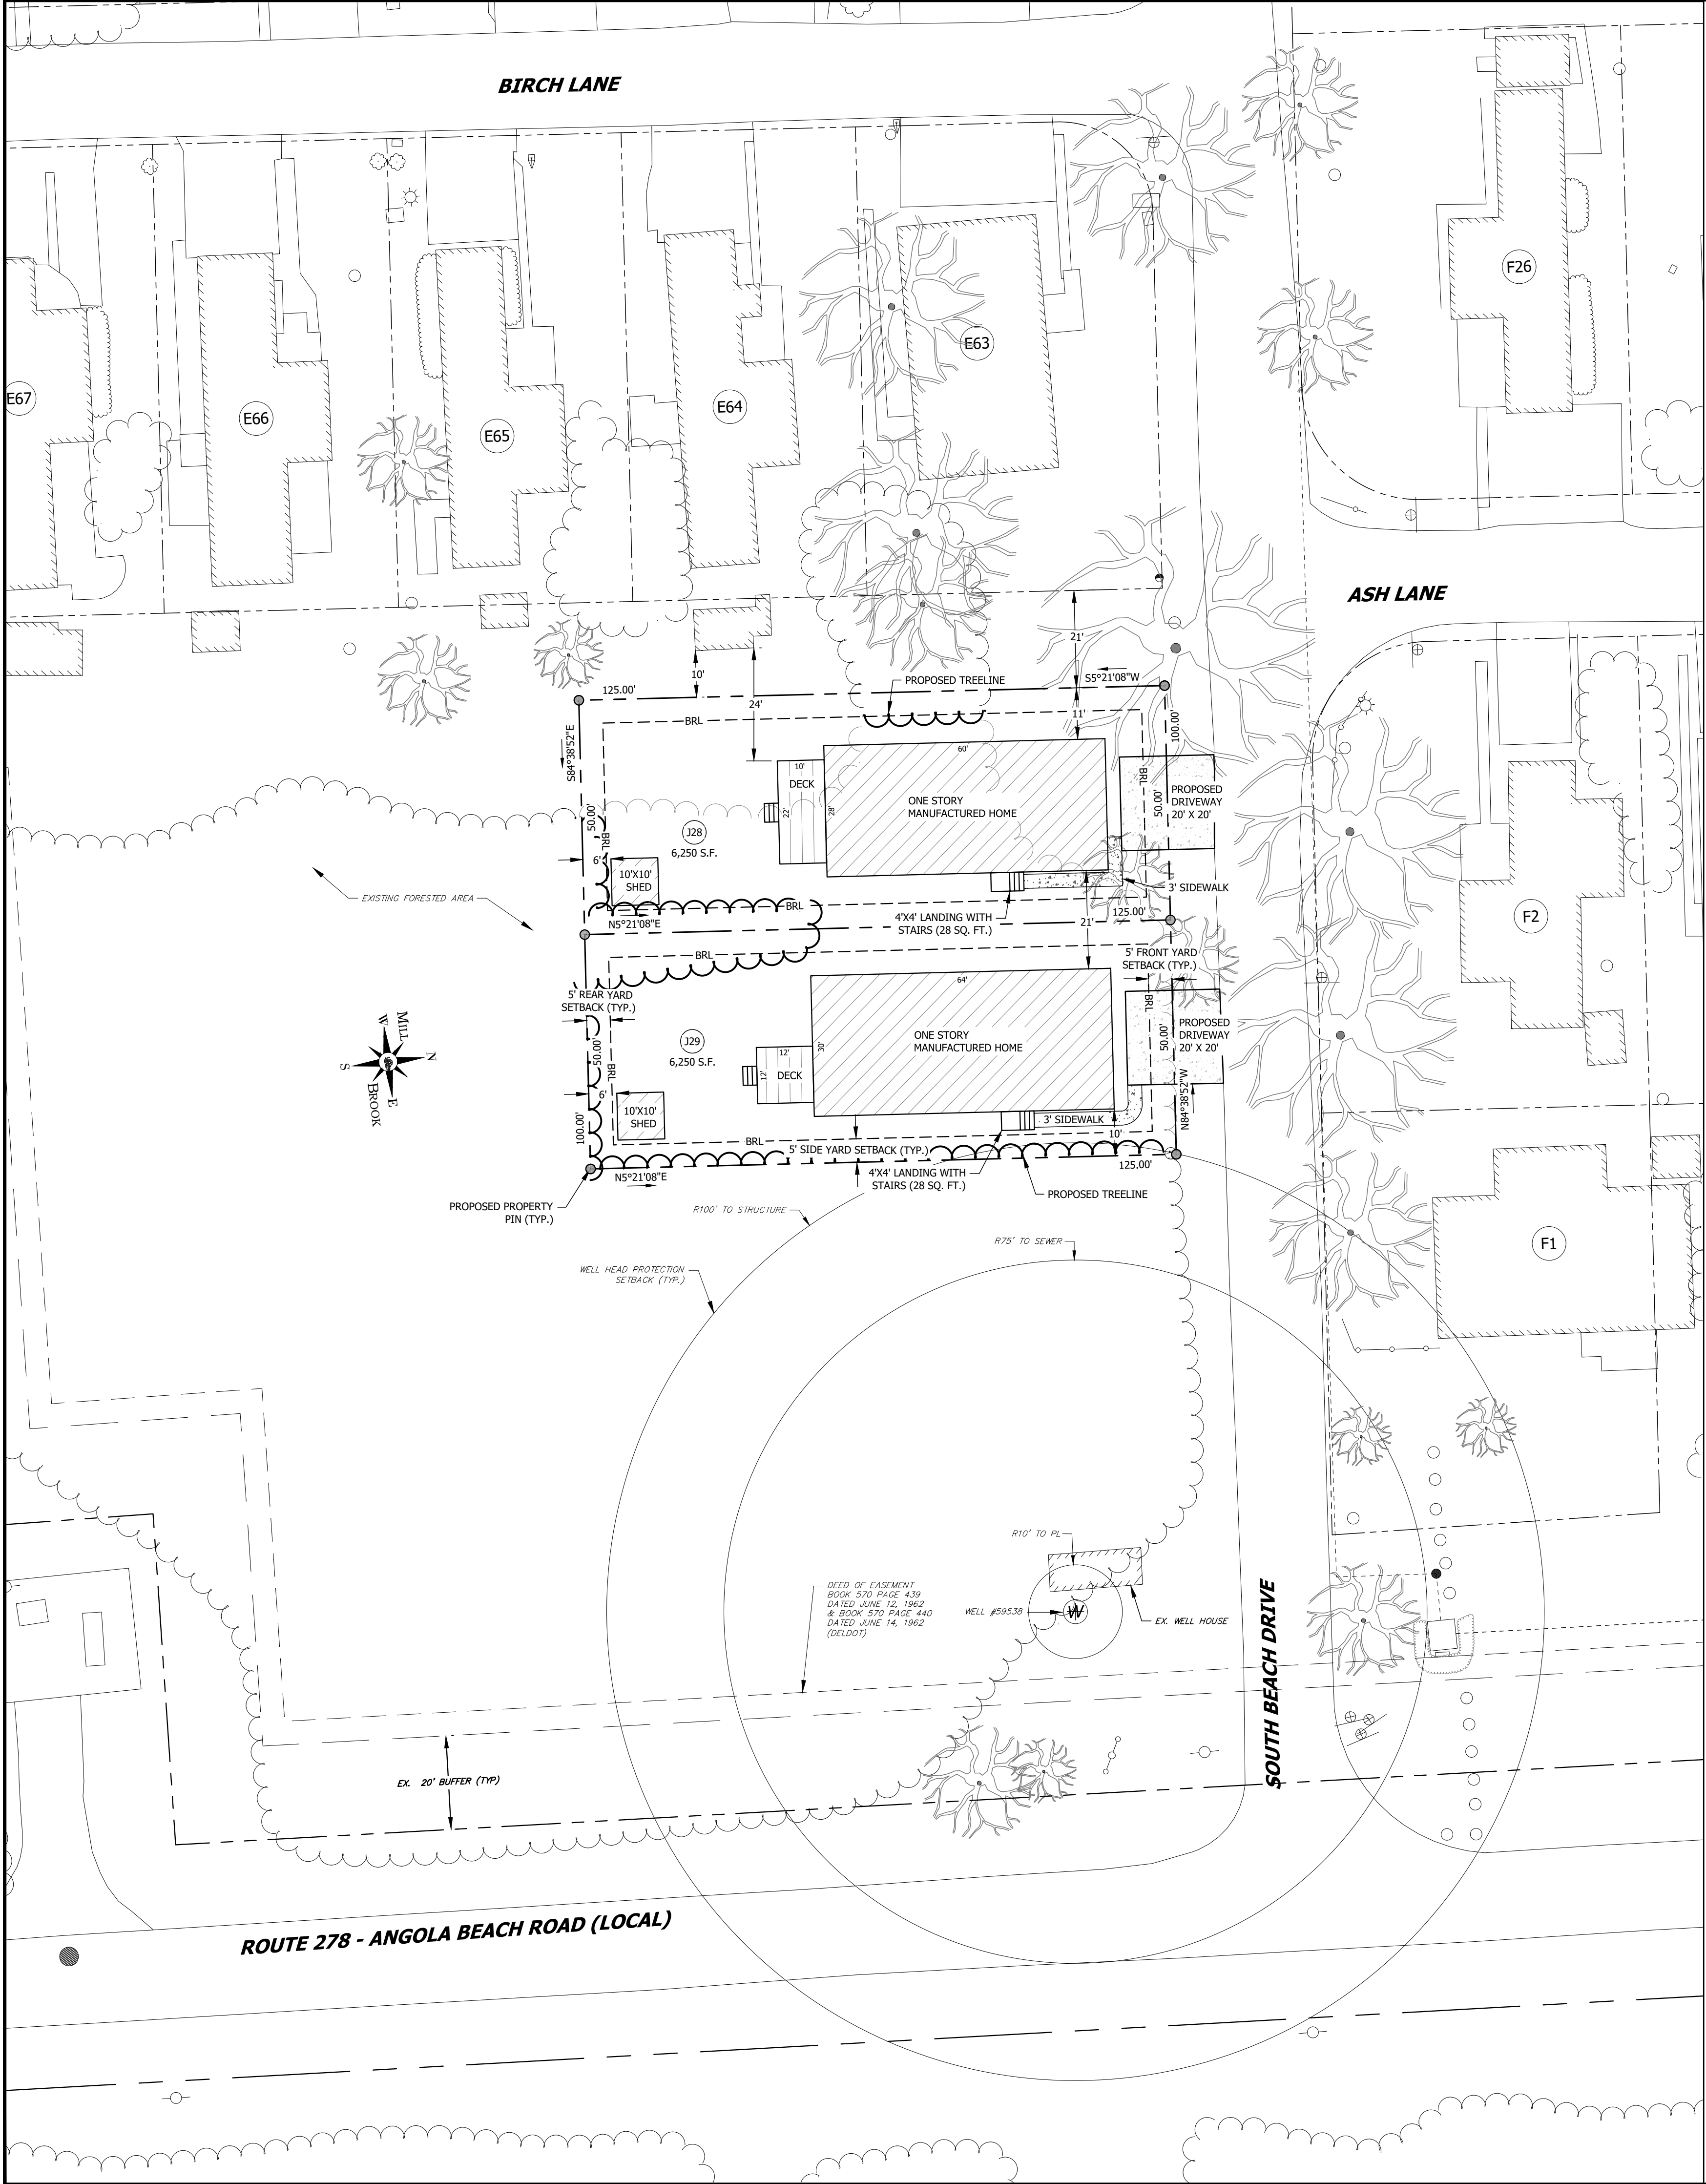 BIRCH LANE
F26
E63
E67
E66
E65
E64
ASH LANE
21'
10'
125.00'
PROPOSED TREELINE
S5°21'08"W
24'
BRL
11'
100.00'
S84°38'52"E
60'
10'
DECK
22'
28'
ONE STORY
MANUFACTURED HOME
BRL
50.00'
PROPOSED
DRIVEWAY
20' X 20'
50.00'
BRL
J28
6,250 S.F.
6'
10'X10'
SHED
3' SIDEWALK
EXISTING FORESTED AREA
BRL
N5°21'08"E
4'X4' LANDING WITH
STAIRS (28 SQ. FT.)
21'
125.00'
F2
BRL
5' FRONT YARD
SETBACK (TYP.)
64'
5' REAR YARD
SETBACK (TYP.)
BRL
MILL
BROOK
W
N
S
E
J29
6,250 S.F.
50.00'
BRL
12'
12'
DECK
30'
ONE STORY
MANUFACTURED HOME
50.00'
PROPOSED
DRIVEWAY
20' X 20'
6'
10'X10'
SHED
100.00'
N84°38'52"W
3' SIDEWALK
10'
BRL
5' SIDE YARD SETBACK (TYP.)
125.00'
N5°21'08"E
4'X4' LANDING WITH
STAIRS (28 SQ. FT.)
PROPOSED TREELINE
PROPOSED PROPERTY
PIN (TYP.)
R100' TO STRUCTURE
R75' TO SEWER
F1
WELL HEAD PROTECTION
SETBACK (TYP.)
R10' TO PL
DEED OF EASEMENT
BOOK 570 PAGE 439
DATED JUNE 12, 1962
& BOOK 570 PAGE 440
DATED JUNE 14, 1962
(DELDOT)
WELL #59538
W
EX. WELL HOUSE
SOUTH BEACH DRIVE
EX. 20' BUFFER (TYP)
ROUTE 278 - ANGOLA BEACH ROAD (LOCAL)